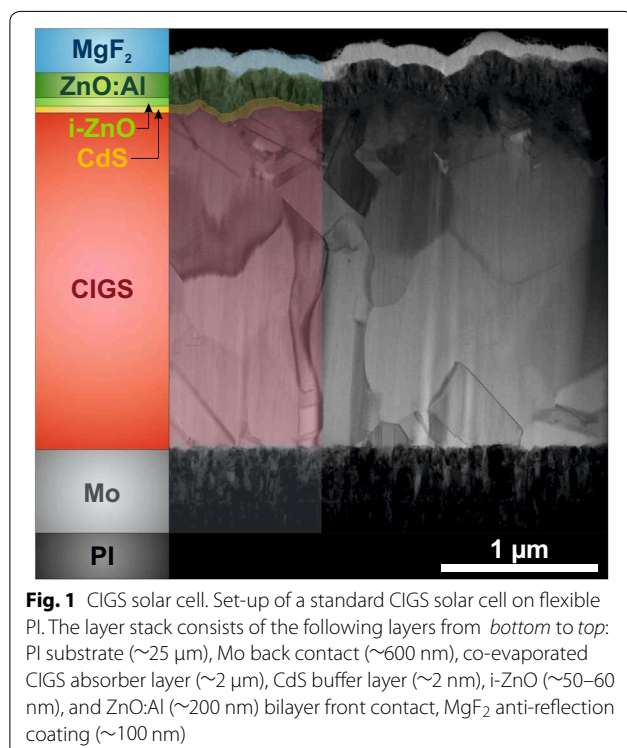 MgF₂
ZnO:Al
i-ZnO
CdS
CIGS
Mo
PI
1 µm
Fig. 1 CIGS solar cell. Set-up of a standard CIGS solar cell on flexible
PI. The layer stack consists of the following layers from bottom to top:
PI substrate (~25 µm), Mo back contact (~600 nm), co-evaporated
CIGS absorber layer (~2 µm), CdS buffer layer (~2 nm), i-ZnO (~50–60
nm), and ZnO:Al (~200 nm) bilayer front contact, MgF₂ anti-reflection
coating (~100 nm)